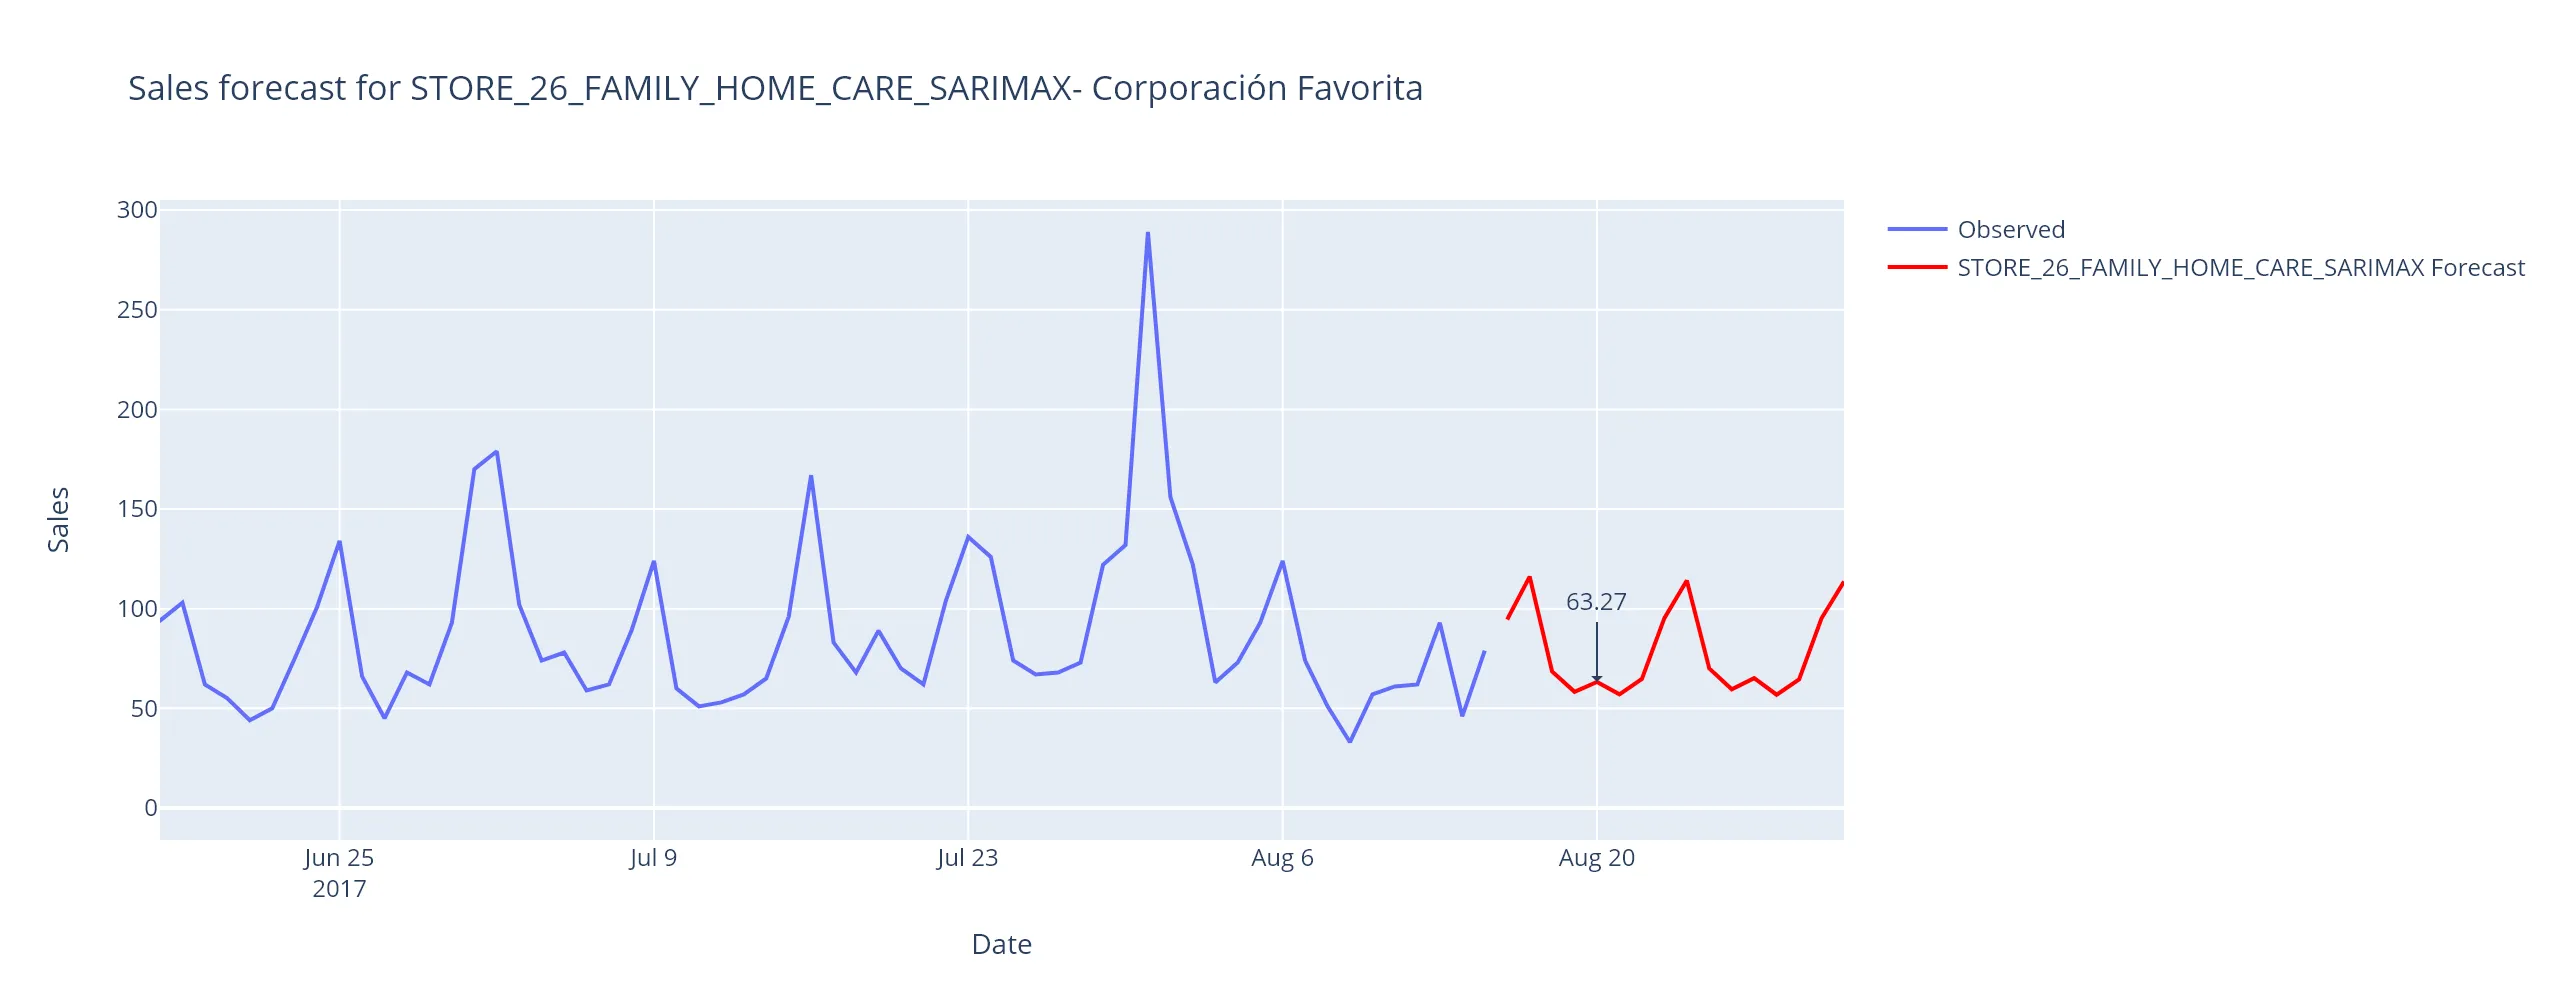 Sales forecast for STORE_26_FAMILY_HOME_CARE_SARIMAX- Corporación Favorita
Observed
STORE_26_FAMILY_HOME_CARE_SARIMAX Forecast
300
250
200
150
100
50
0
Sales
63.27
Jun 25
2017
Jul 9
Jul 23
Aug 6
Aug 20
Date